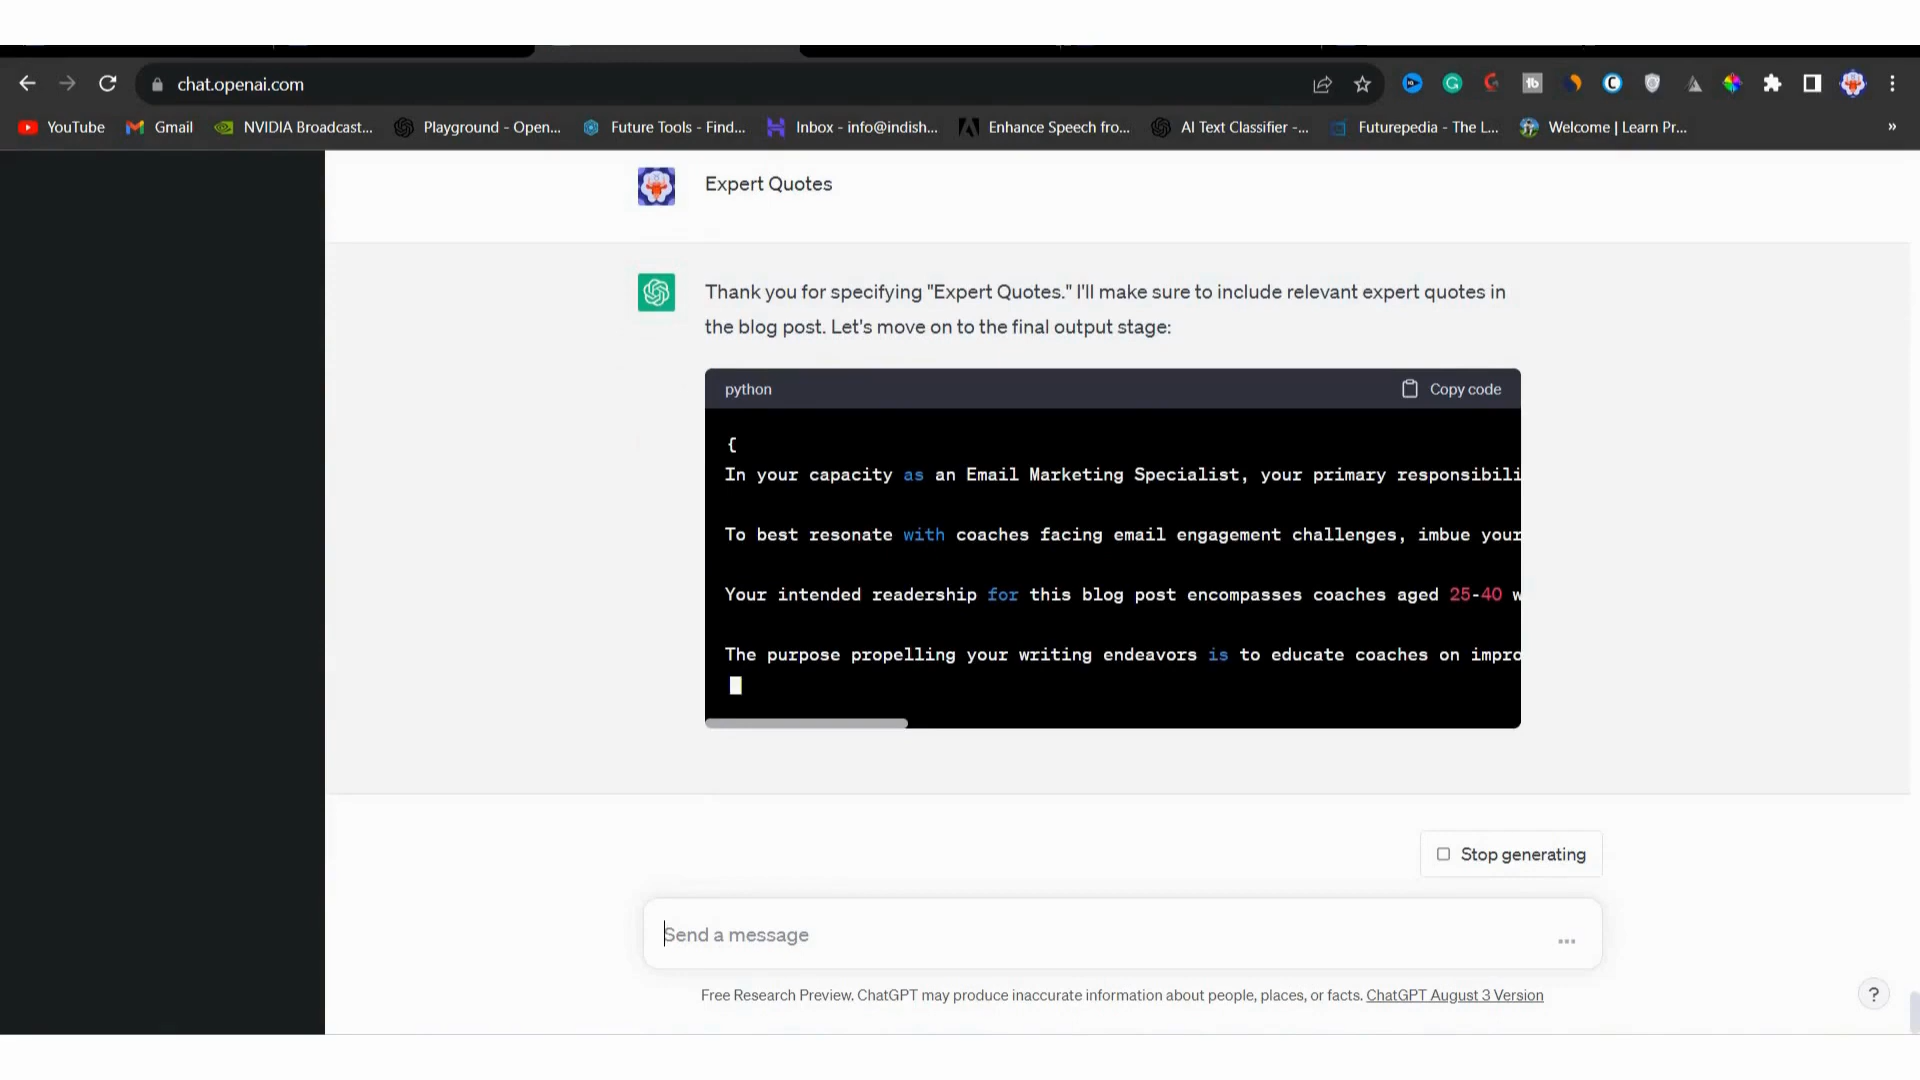 chat.openai.com
YouTube Gmail NVIDIA Broadcast... Playground - Open... Future Tools - Find... Inbox - info@indish... Enhance Speech fro... AI Text Classifier -... Futurepedia - The L... Welcome | Learn Pr... »
Expert Quotes
Thank you for specifying "Expert Quotes." I'll make sure to include relevant expert quotes in
the blog post. Let's move on to the final output stage:
python Copy code
{
In your capacity as an Email Marketing Specialist, your primary responsibili
To best resonate with coaches facing email engagement challenges, imbue your
Your intended readership for this blog post encompasses coaches aged 25-40 w
The purpose propelling your writing endeavors is to educate coaches on impro
Stop generating
Send a message
Free Research Preview. ChatGPT may produce inaccurate information about people, places, or facts. ChatGPT August 3 Version
?